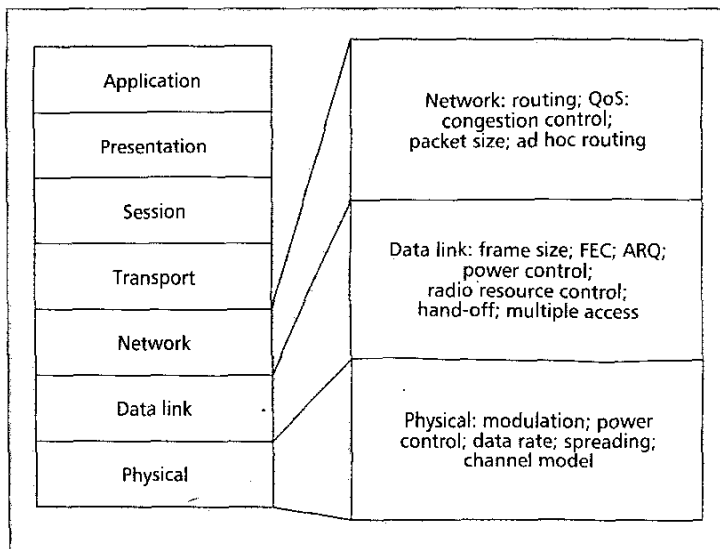 Application
Presentation
Session
Transport
Network
Data link
Physical
Network: routing; QoS:
congestion control;
packet size; ad hoc routing
Data link: frame size; FEC; ARQ;
power control;
radio resource control;
hand-off; multiple access
Physical: modulation; power
control; data rate; spreading;
channel model